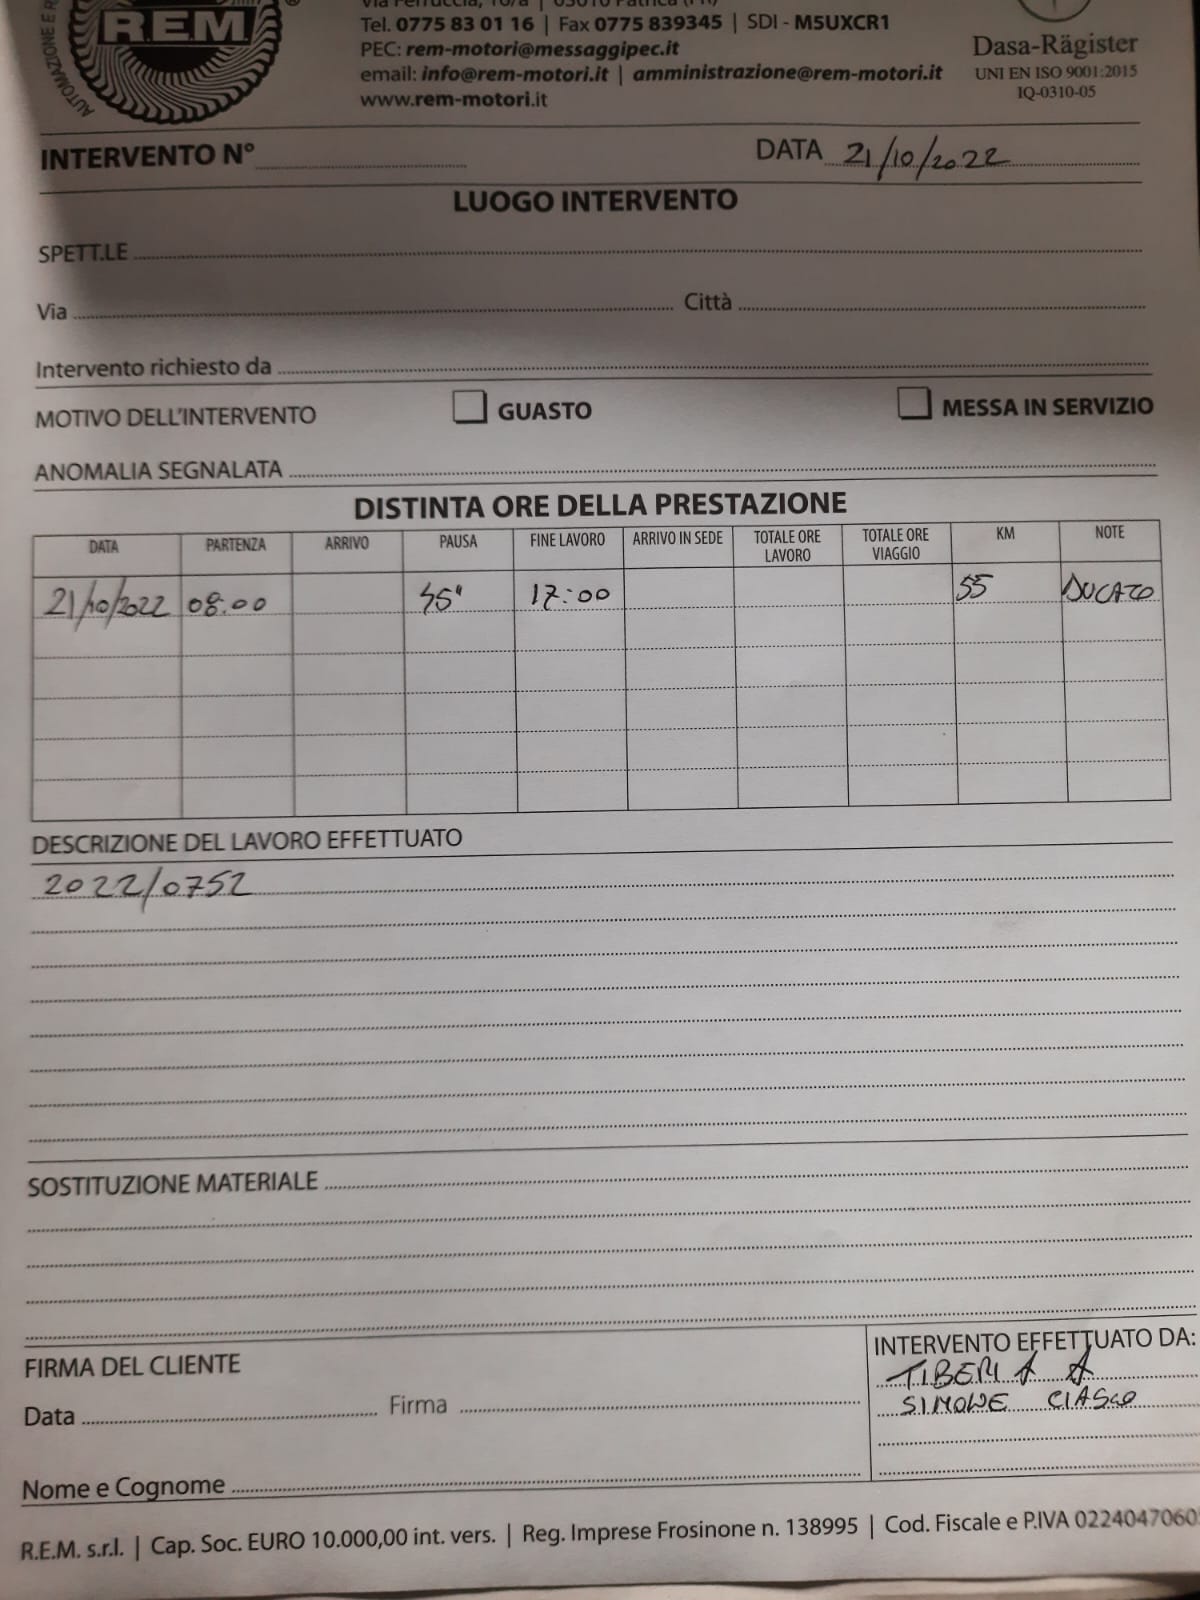 AUTOMAZIONE E
REM
Tel. 0775 83 01 16 | Fax 0775 839345 | SDI - M5UXCR1
PEC: rem-motori@messaggipec.it
email: info@rem-motori.it | amministrazione@rem-motori.it
www.rem-motori.it
Dasa-Rägister
UNI EN ISO 9001:2015
IQ-0310-05
INTERVENTO N° DATA 21/10/2022
LUOGO INTERVENTO
SPETT.LE
Via Città
Intervento richiesto da
MOTIVO DELL'INTERVENTO GUASTO MESSA IN SERVIZIO
ANOMALIA SEGNALATA
DISTINTA ORE DELLA PRESTAZIONE
DATA PARTENZA ARRIVO PAUSA FINE LAVORO ARRIVO IN SEDE TOTALE ORE LAVORO TOTALE ORE VIAGGIO KM NOTE
21/10/2022 08:00 45' 17:00 55 DUCATO
DESCRIZIONE DEL LAVORO EFFETTUATO
2022/0752
SOSTITUZIONE MATERIALE
FIRMA DEL CLIENTE
Data Firma
Nome e Cognome
INTERVENTO EFFETTUATO DA:
TIBERI A
SIMONE
R.E.M. s.r.l. | Cap. Soc. EURO 10.000,00 int. vers. | Reg. Imprese Frosinone n. 138995 | Cod. Fiscale e P.IVA 0224047060